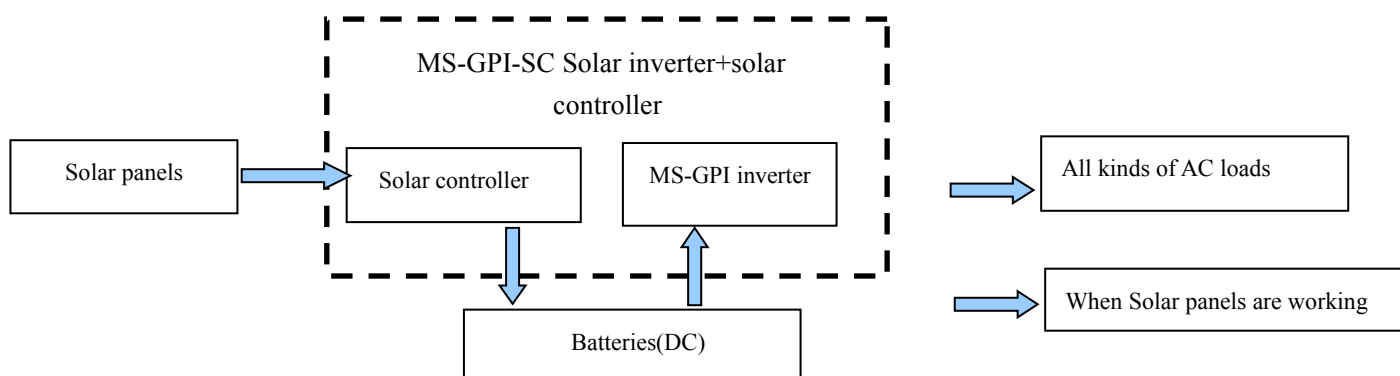 MS-GPI-SC Solar inverter+solar
controller
Solar panels
Solar controller
MS-GPI inverter
All kinds of AC loads
When Solar panels are working
Batteries(DC)